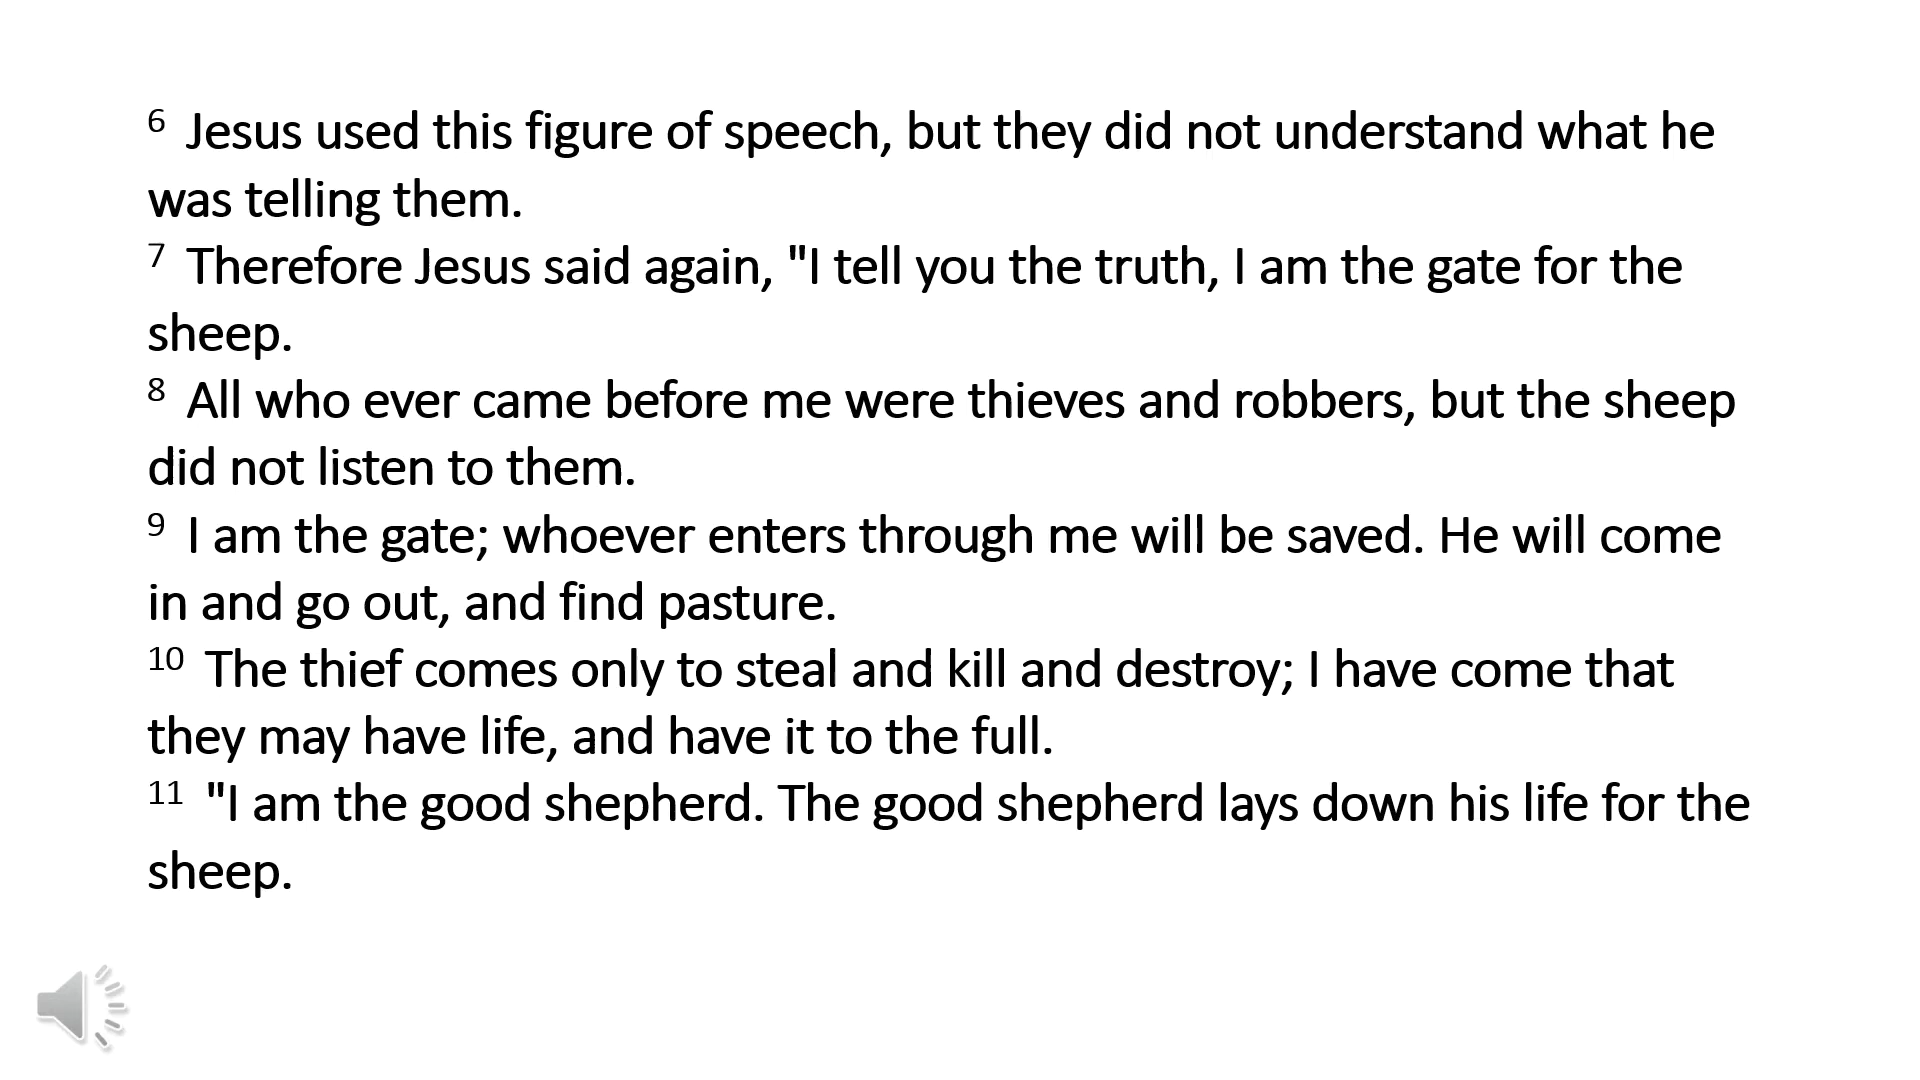 6 Jesus used this figure of speech, but they did not understand what he
was telling them.
7 Therefore Jesus said again, "I tell you the truth, I am the gate for the
sheep.
8 All who ever came before me were thieves and robbers, but the sheep
did not listen to them.
9 I am the gate; whoever enters through me will be saved. He will come
in and go out, and find pasture.
10 The thief comes only to steal and kill and destroy; I have come that
they may have life, and have it to the full.
11 "I am the good shepherd. The good shepherd lays down his life for the
sheep.